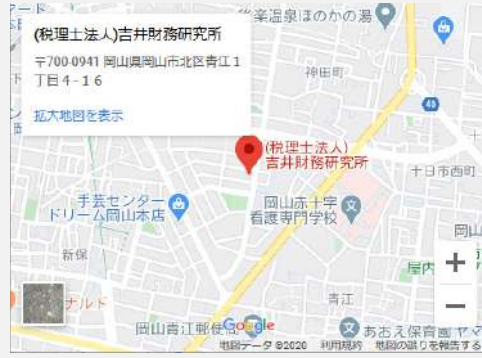 後楽温泉ほのかの湯
(税理士法人)吉井財務研究所
〒700-0941 岡山県岡山市北区青江1
丁目4-16
拡大地図を表示
神田町
40
(税理士法人)
吉井財務研究所
十日市西町
手芸センター
ドリーム岡山本店
岡山赤十字
看護専門学校
岡山
新保
屋内
ナルド
青江
岡山青江郵便局
Google
あおえ保育園
ヤマ
地図データ ©2020 利用規約 地図の誤りを報告する